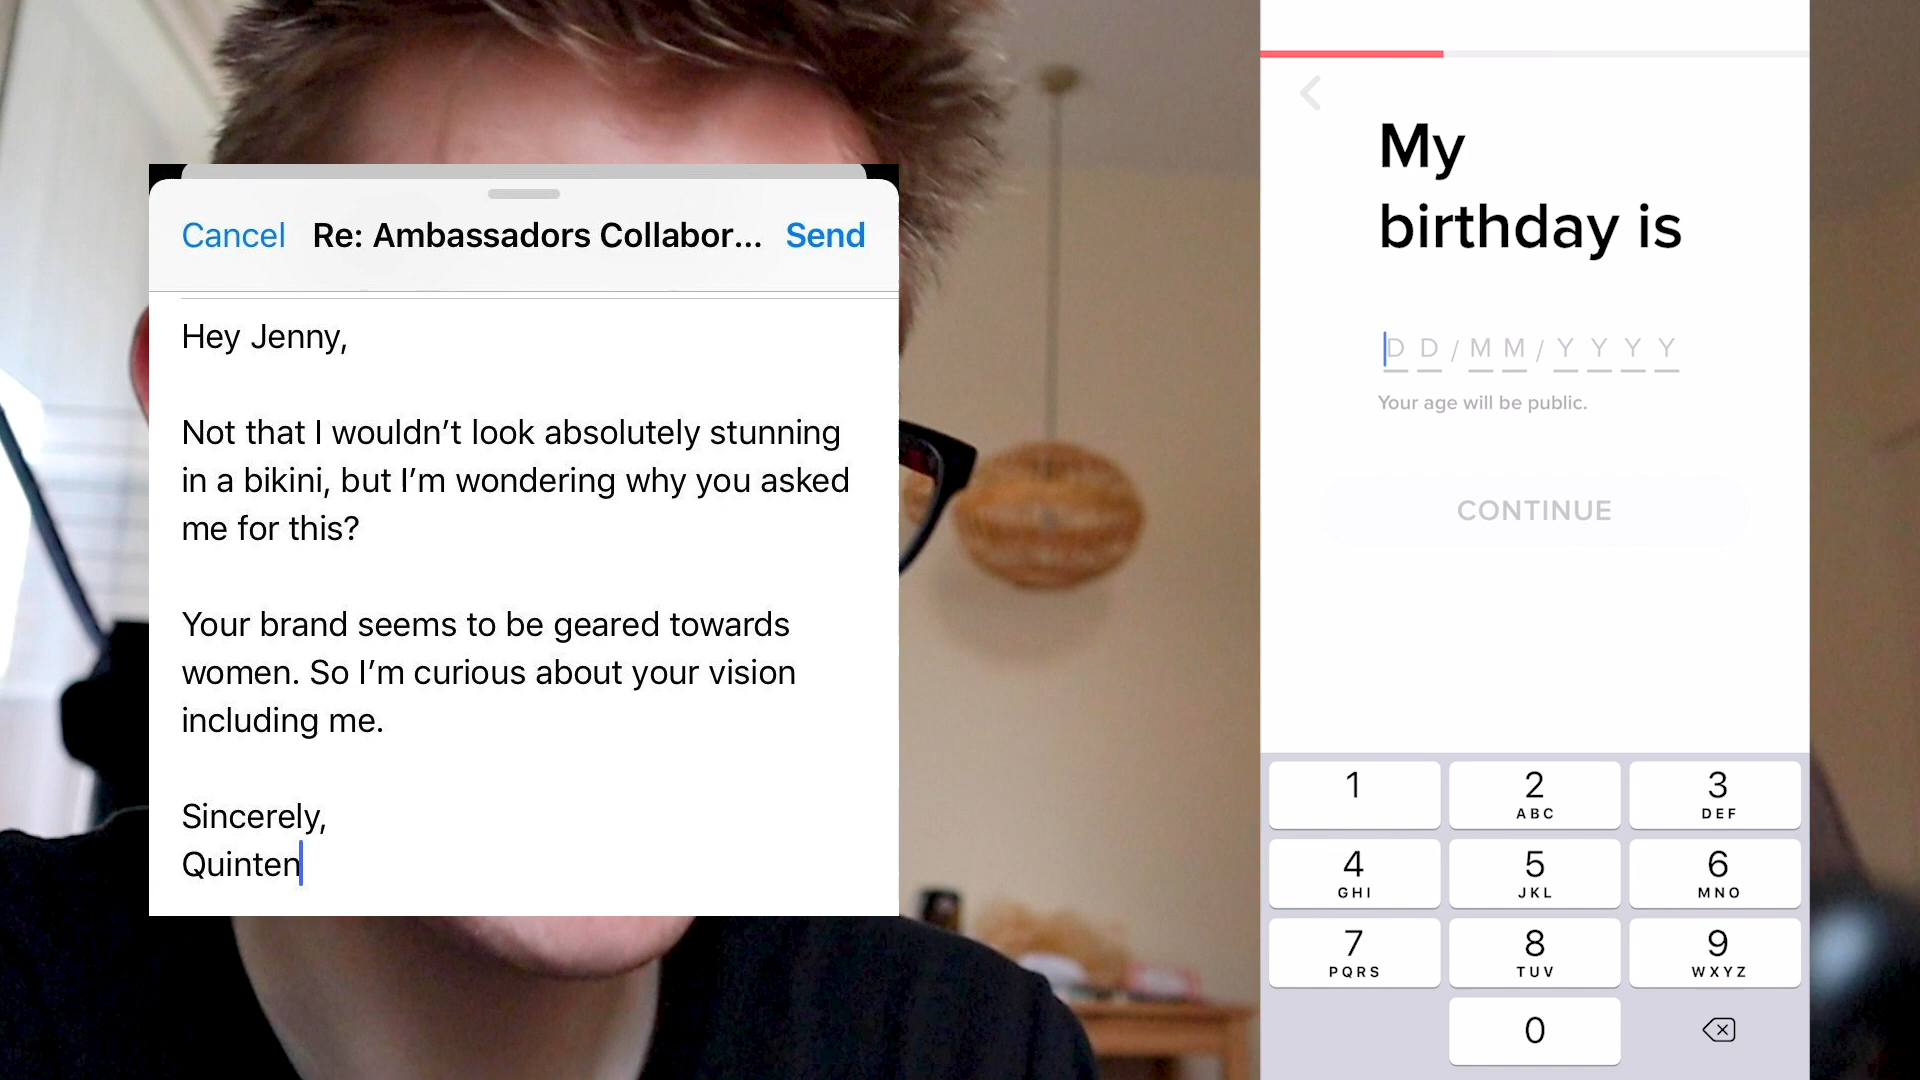 Cancel Re: Ambassadors Collabor... Send
Hey Jenny,
Not that I wouldn't look absolutely stunning
in a bikini, but I'm wondering why you asked
me for this?
Your brand seems to be geared towards
women. So I'm curious about your vision
including me.
Sincerely,
Quinten
My
birthday is
DD/MM/YYYY
Your age will be public.
CONTINUE
1 2 3
ABC DEF
4 5 6
GHI JKL MNO
7 8 9
PQRS TUV WXYZ
0